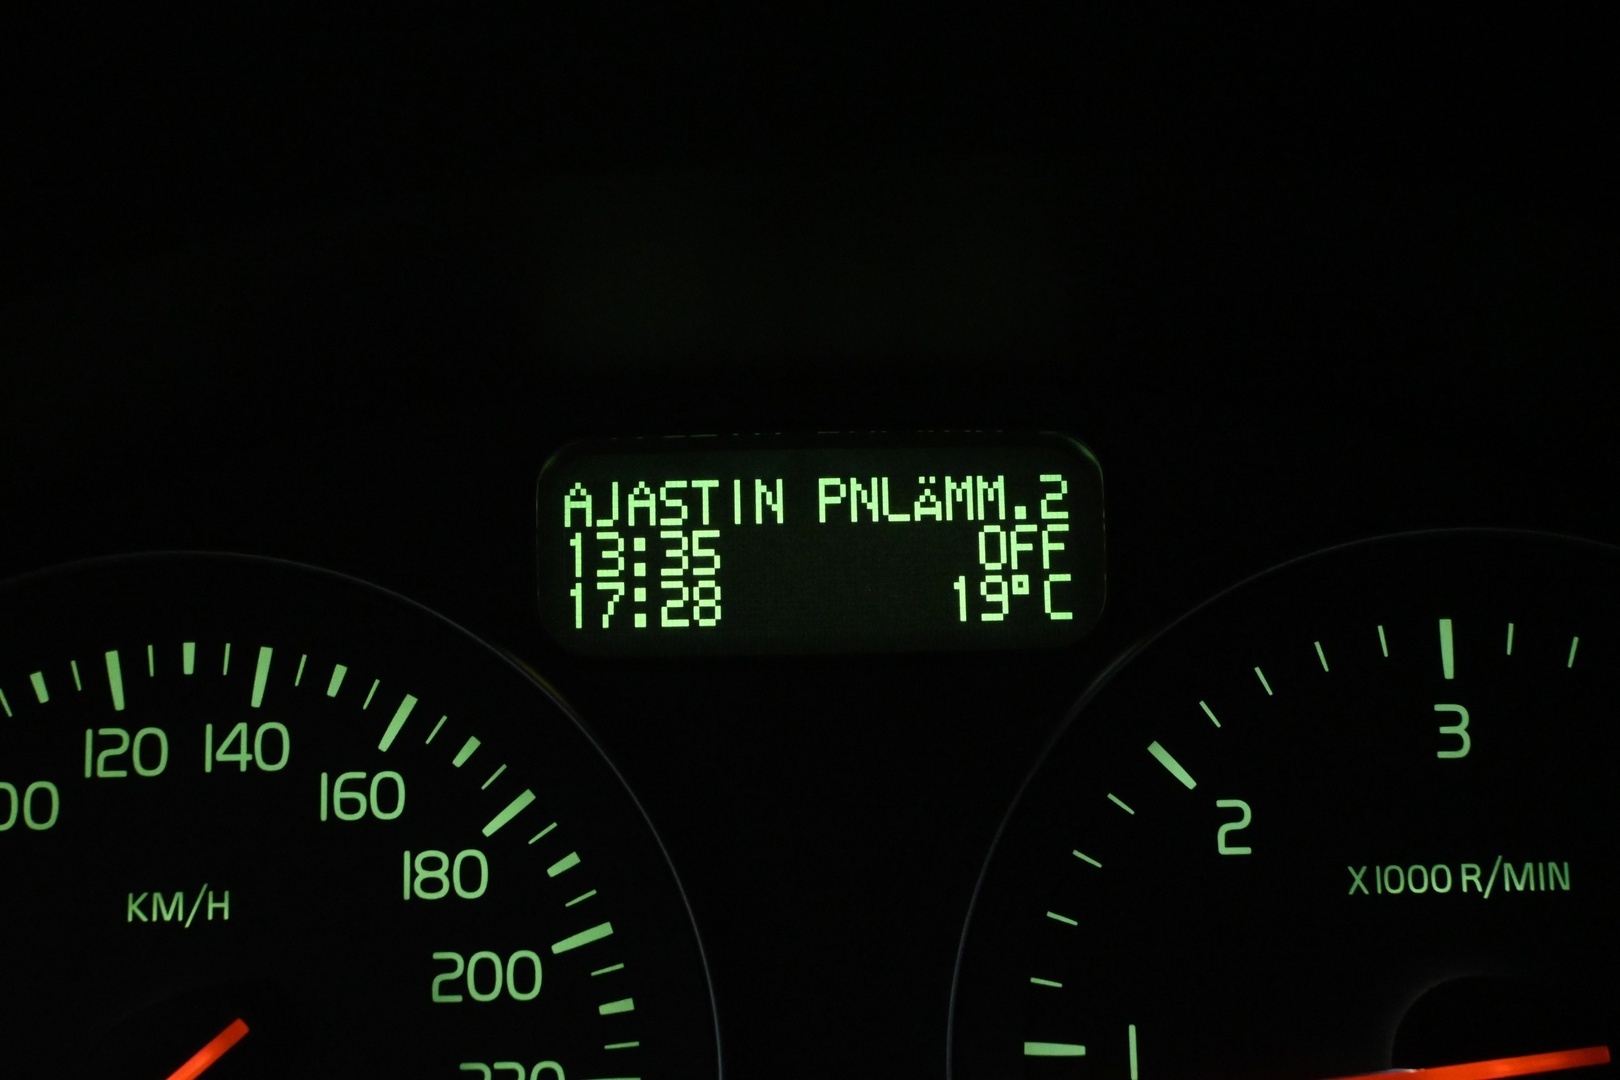 AJASTIN PNLÄMM.2
13:35 OFF
17:28 19°C
120 140
160
180
200
KM/H
3
2
X1000 R/MIN
1